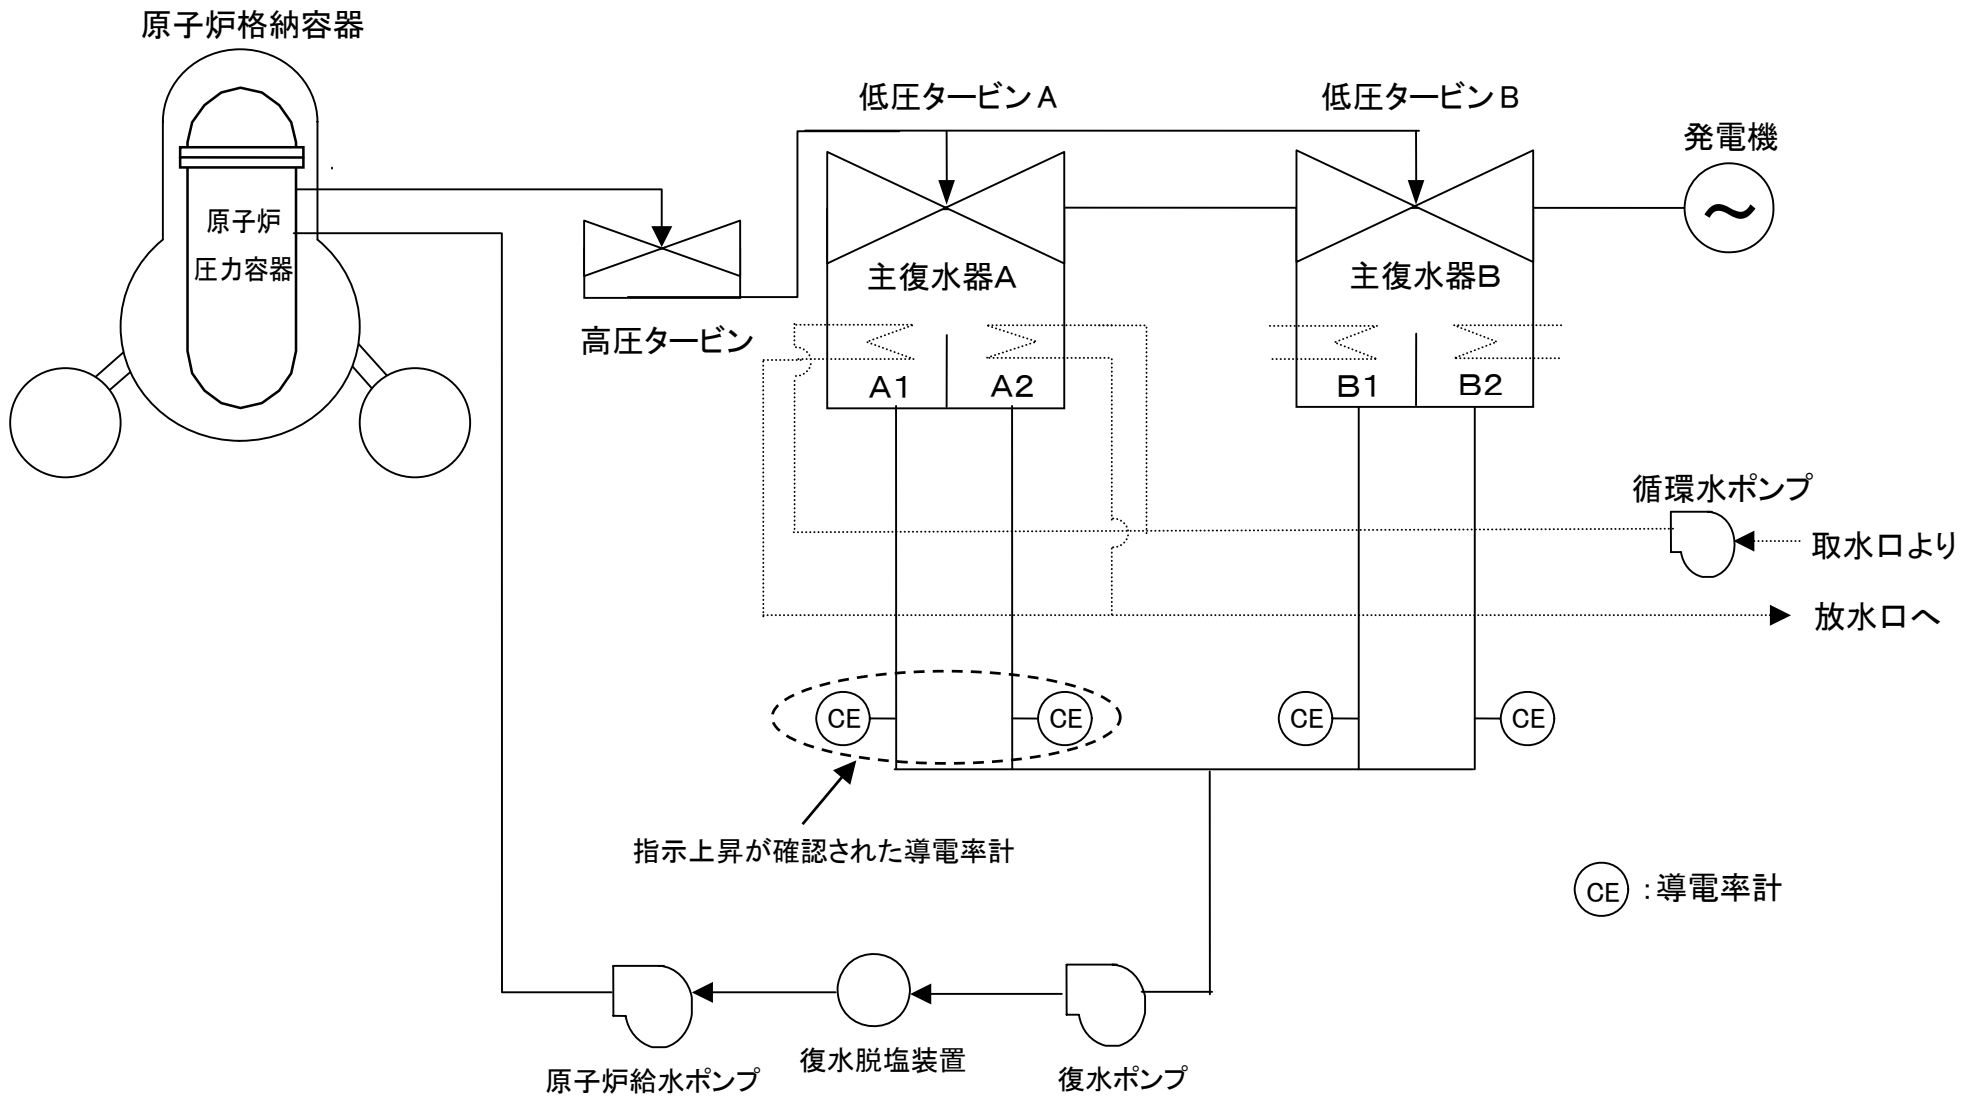 原子炉格納容器
低圧タービンA
低圧タービンB
発電機
~
原子炉
圧力容器
主復水器A
主復水器B
高圧タービン
A1
A2
B1
B2
循環水ポンプ
取水口より
放水口へ
CE
CE
CE
CE
指示上昇が確認された導電率計
CE :導電率計
復水脱塩装置
原子炉給水ポンプ
復水ポンプ